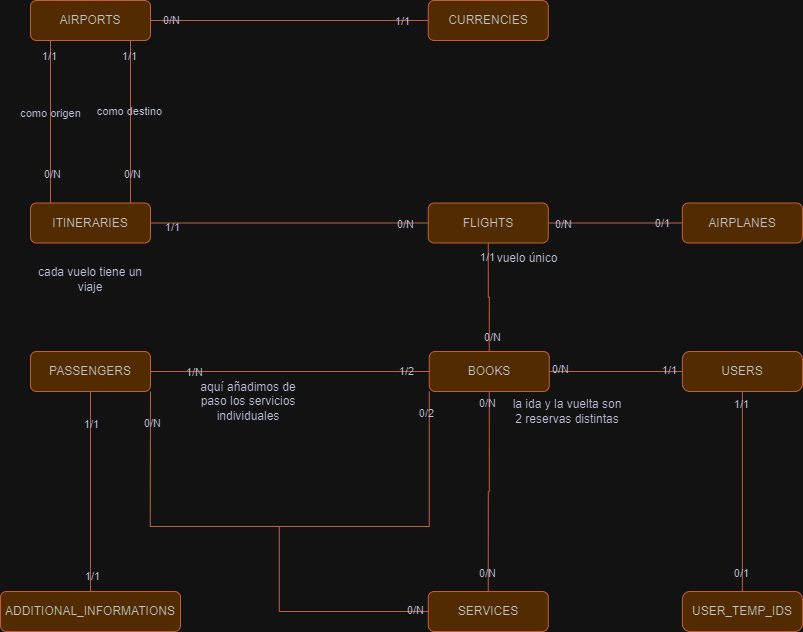 AIRPORTS
0/N
1/1
CURRENCIES
1/1
1/1
como origen
como destino
0/N
0/N
ITINERARIES
1/1
0/N
FLIGHTS
0/N
0/1
AIRPLANES
cada vuelo tiene un
viaje
1/1
vuelo único
0/N
PASSENGERS
1/N
1/2
BOOKS
0/N
1/1
USERS
aquí añadimos de
paso los servicios
individuales
la ida y la vuelta son
2 reservas distintas
1/1
0/N
0/2
0/N
1/1
1/1
0/N
0/1
ADDITIONAL_INFORMATIONS
0/N
SERVICES
USER_TEMP_IDS